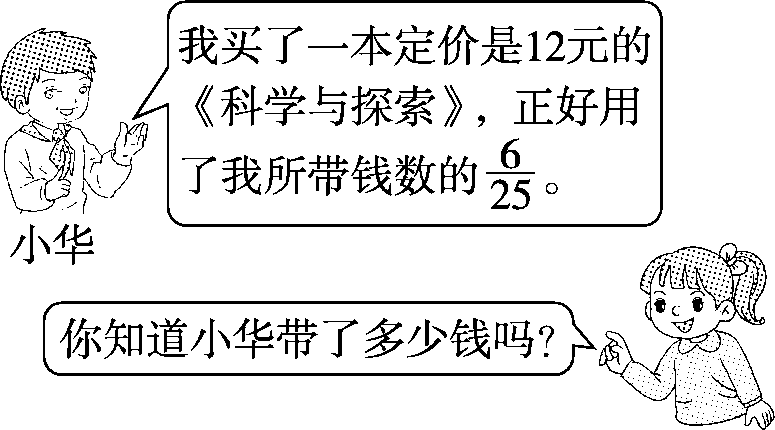 我买了一本定价是12元的
《科学与探索》，正好用
了我所带钱数的6/25。
小华
你知道小华带了多少钱吗？